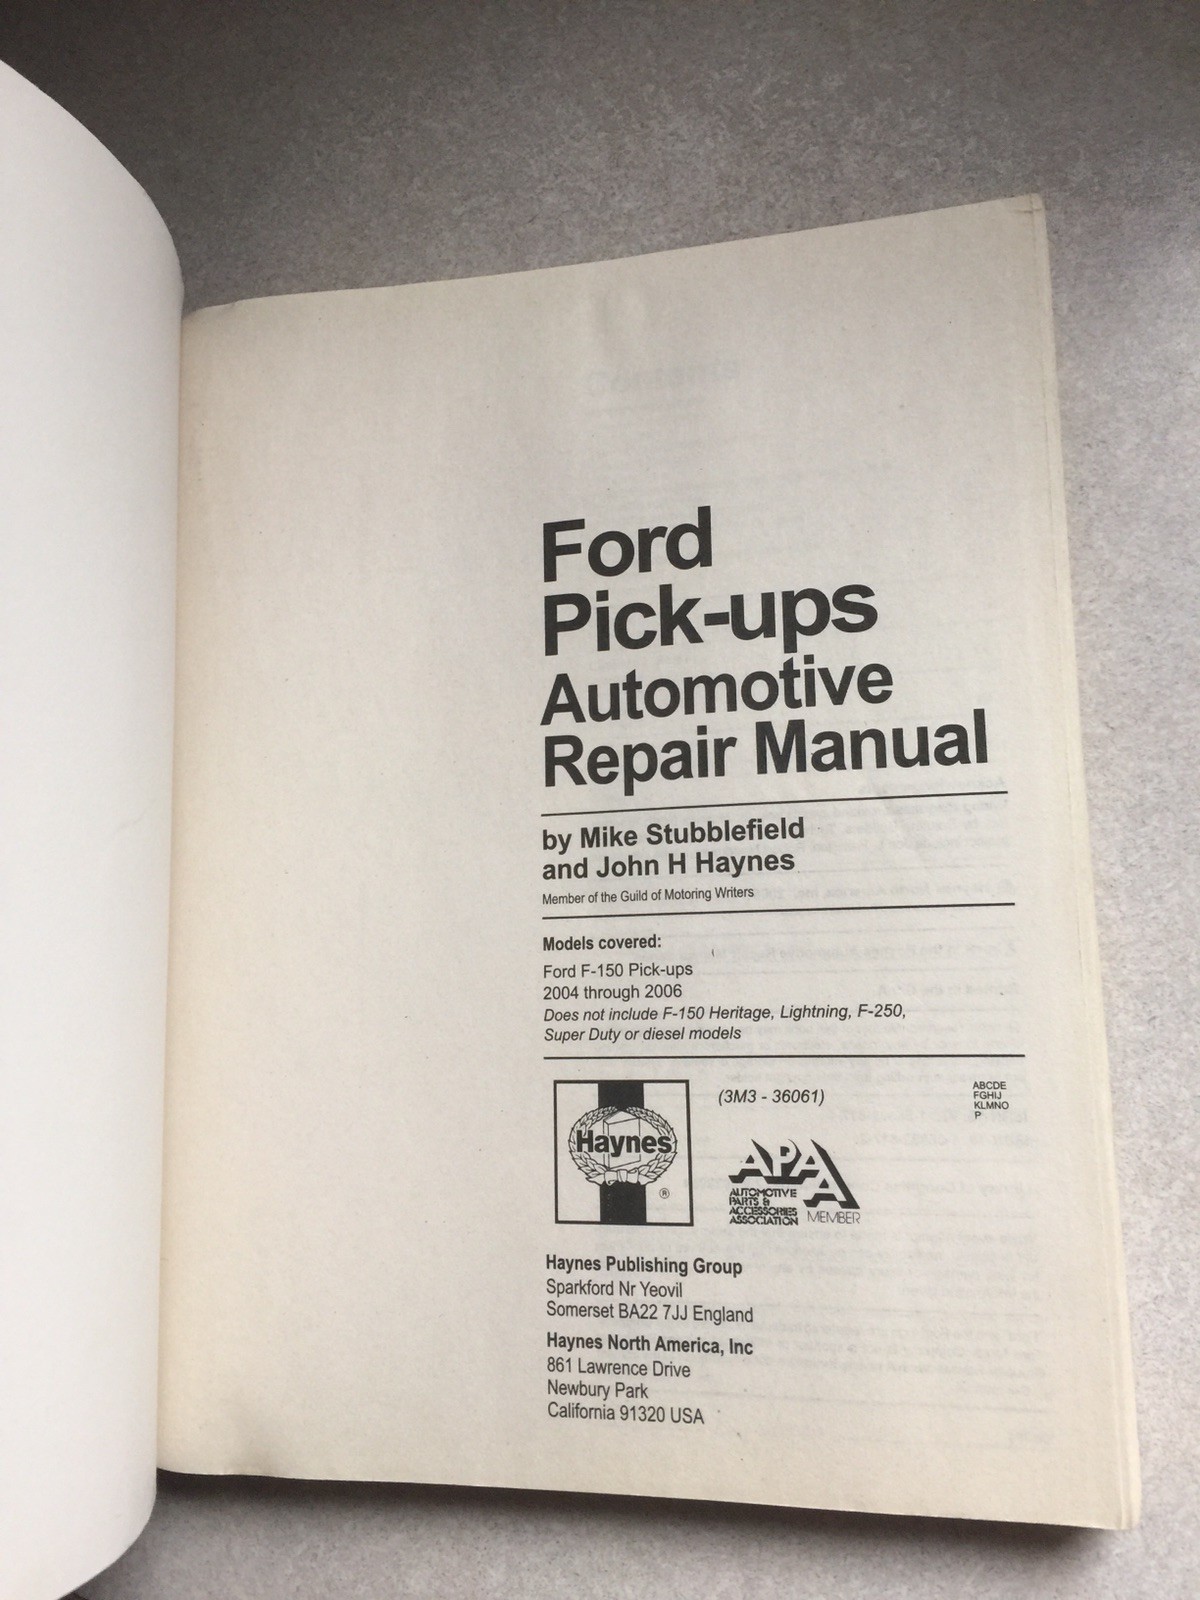 Ford
Pick-ups
Automotive
Repair Manual
by Mike Stubblefield
and John H Haynes
Member of the Guild of Motoring Writers
Models covered:
Ford F-150 Pick-ups
2004 through 2006
Does not include F-150 Heritage, Lightning, F-250,
Super Duty or diesel models
Haynes
®
(3M3 - 36061)
ABCDE
FGHIJ
KLMNO
P
APAA
AUTOMOTIVE
PARTS &
ACCESSORIES
ASSOCIATION MEMBER
Haynes Publishing Group
Sparkford Nr Yeovil
Somerset BA22 7JJ England
Haynes North America, Inc
861 Lawrence Drive
Newbury Park
California 91320 USA